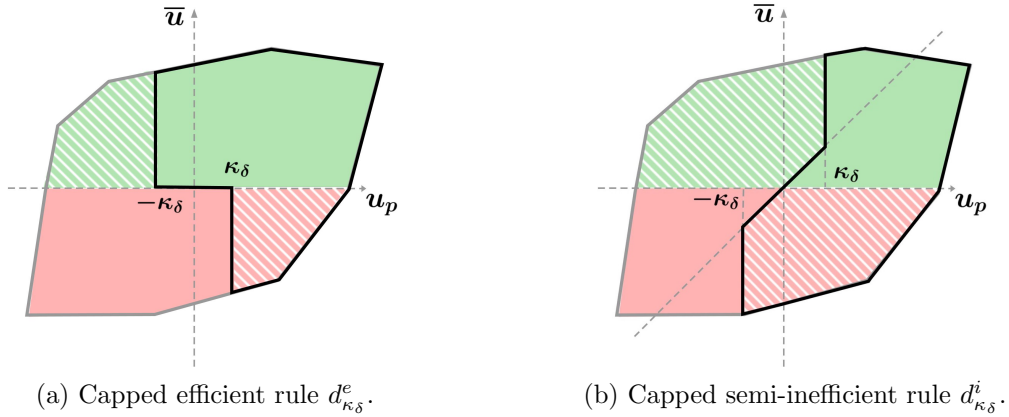 u̅ u̅
κ_δ κ_δ
−κ_δ u_p −κ_δ u_p
(a) Capped efficient rule d^e_{κ_δ}. (b) Capped semi-inefficient rule d^i_{κ_δ}.